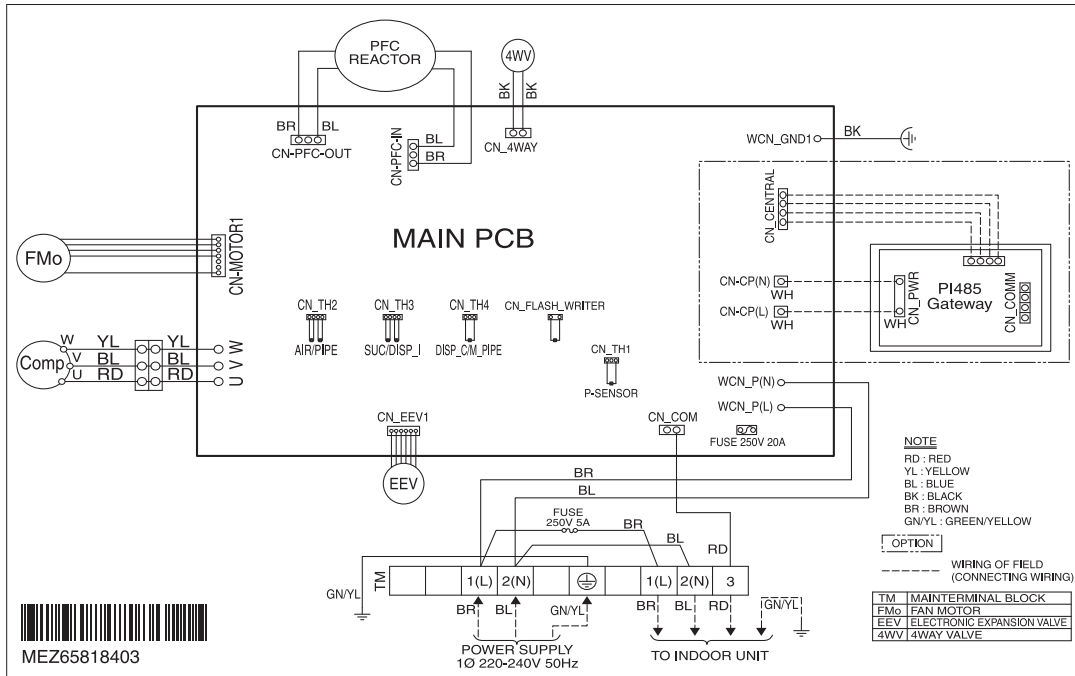 PFC
REACTOR
4WV
BK BK
BR BL
CN-PFC-OUT
CN-PFC-IN
BL
BR
CN_4WAY
WCN_GND1 BK
CN_CENTRAL
MAIN PCB
FMo
CN-MOTOR1
CN-CP(N)
WH
CN-CP(L)
WH
CN_PWR
WH
PI485
Gateway
CN_COMM
CN_TH2
AIR/PIPE
CN_TH3
SUC/DISP_I
CN_TH4
DISP_C/M_PIPE
CN_FLASH_WRITER
CN_TH1
P-SENSOR
Comp
W YL YL W
V BL BL V
U RD RD U
WCN_P(N)
WCN_P(L)
FUSE 250V 20A
CN_EEV1
EEV
CN_COM
BR
BL
FUSE
250V 5A
BR
BL
RD
GN/YL
TM
1(L) 2(N) 1(L) 2(N) 3
BR BL GN/YL BR BL RD GN/YL
POWER SUPPLY
1Ø 220-240V 50Hz
TO INDOOR UNIT
NOTE
RD : RED
YL : YELLOW
BL : BLUE
BK : BLACK
BR : BROWN
GN/YL : GREEN/YELLOW
OPTION
WIRING OF FIELD
(CONNECTING WIRING)
TM MAINTERMINAL BLOCK
FMo FAN MOTOR
EEV ELECTRONIC EXPANSION VALVE
4WV 4WAY VALVE
MEZ65818403